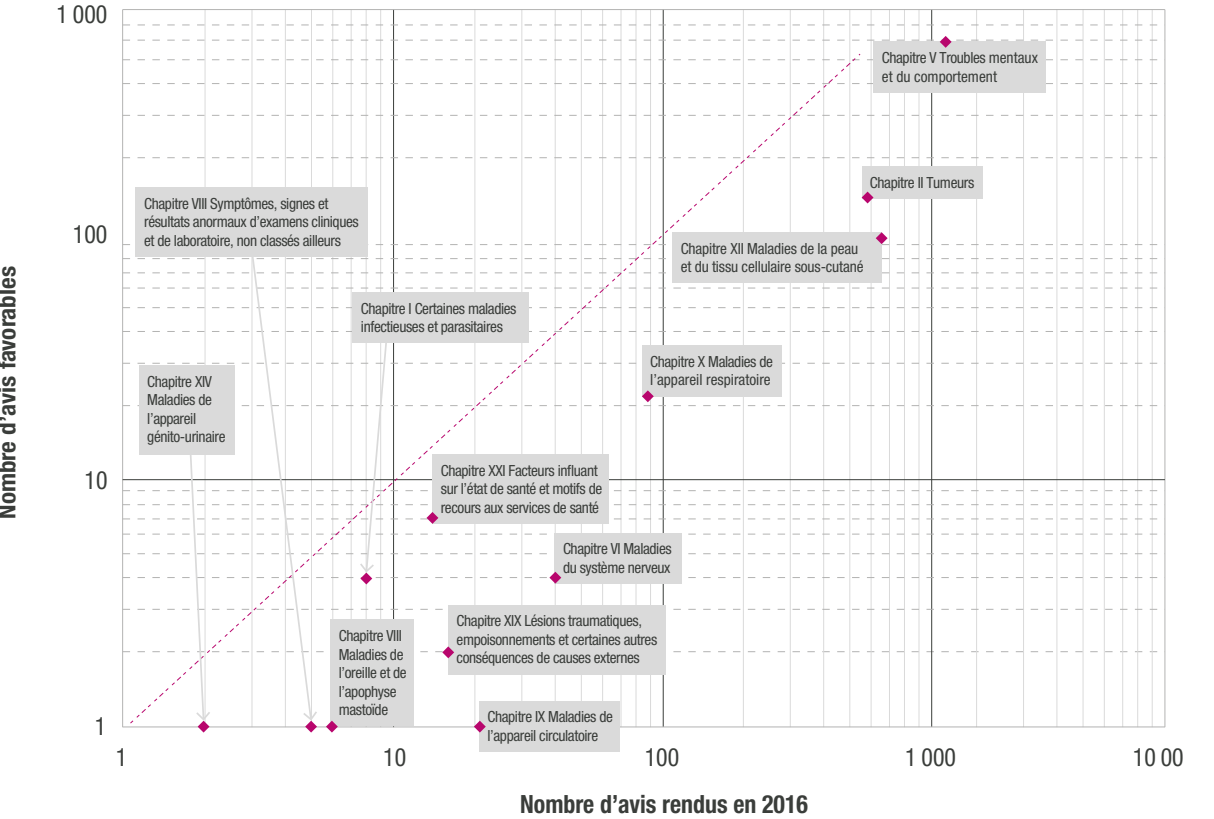 1 000
Chapitre V Troubles mentaux
et du comportement
Chapitre II Tumeurs
Chapitre VIII Symptômes, signes et
résultats anormaux d'examens cliniques
et de laboratoire, non classés ailleurs
100
Chapitre XII Maladies de la peau
et du tissu cellulaire sous-cutané
Chapitre I Certaines maladies
infectieuses et parasitaires
Chapitre X Maladies de
l'appareil respiratoire
Chapitre XIV
Maladies de
l'appareil
génito-urinaire
Nombre d'avis favorables
10
Chapitre XXI Facteurs influant
sur l'état de santé et motifs de
recours aux services de santé
Chapitre VI Maladies
du système nerveux
Chapitre XIX Lésions traumatiques,
empoisonnements et certaines autres
conséquences de causes externes
Chapitre VIII
Maladies de
l'oreille et de
l'apophyse
mastoïde
Chapitre IX Maladies de
l'appareil circulatoire
1
1
10
100
1 000
10 00
Nombre d'avis rendus en 2016